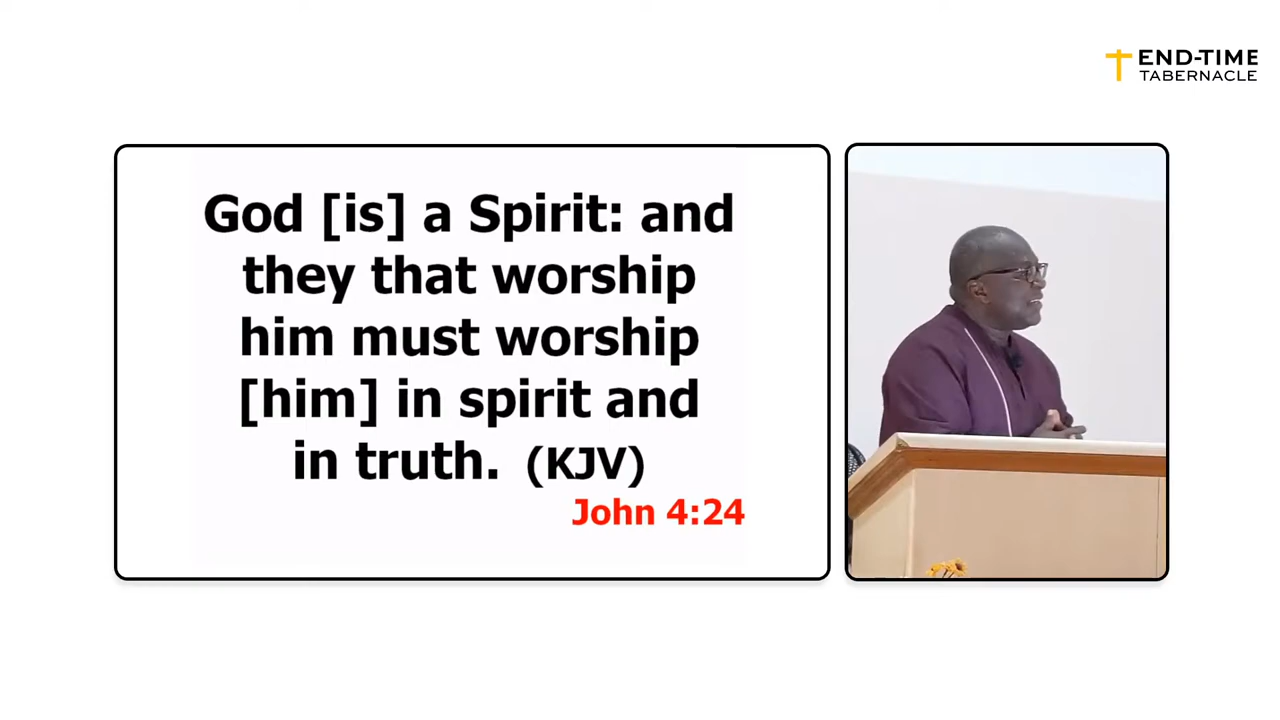 END-TIME
TABERNACLE
God [is] a Spirit: and
they that worship
him must worship
[him] in spirit and
in truth. (KJV)
John 4:24